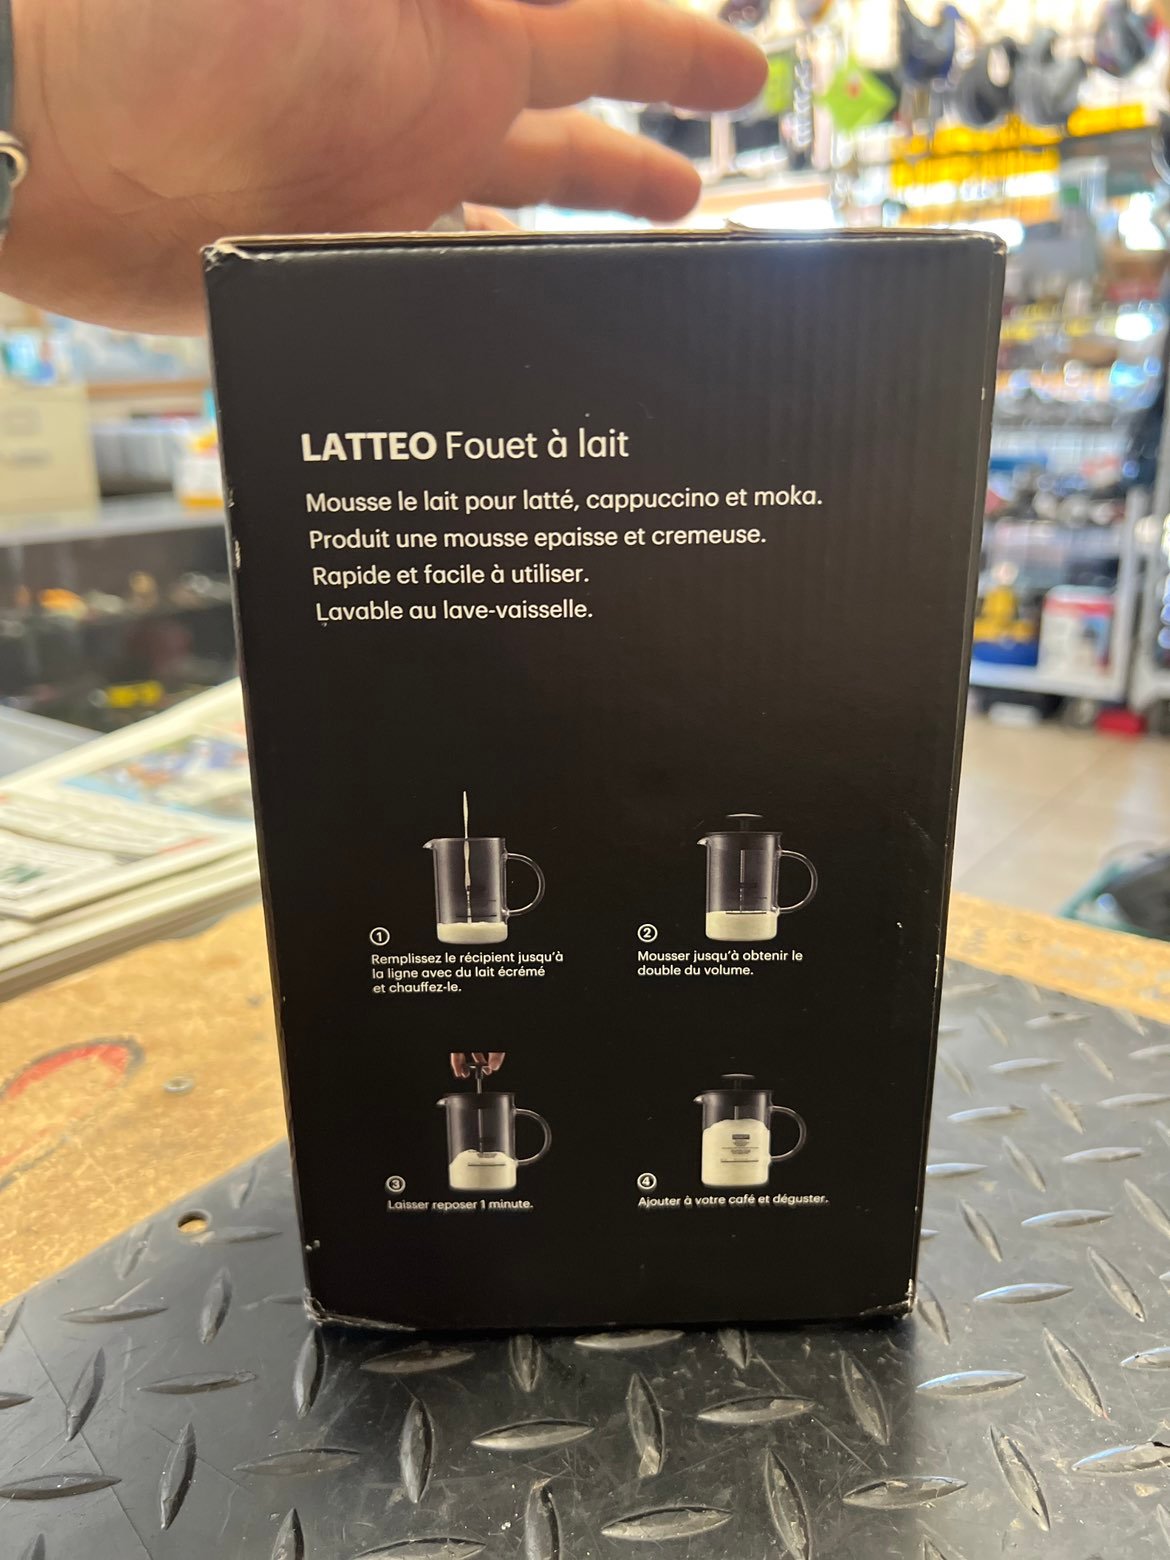 LATTEO Fouet à lait
Mousse le lait pour latté, cappuccino et moka.
Produit une mousse epaisse et cremeuse.
Rapide et facile à utiliser.
Lavable au lave-vaisselle.
1
Remplissez le récipient jusqu'à
la ligne avec du lait écrémé
et chauffez-le.
2
Mousser jusqu'à obtenir le
double du volume.
3
Laisser reposer 1 minute.
4
Ajouter à votre café et déguster.